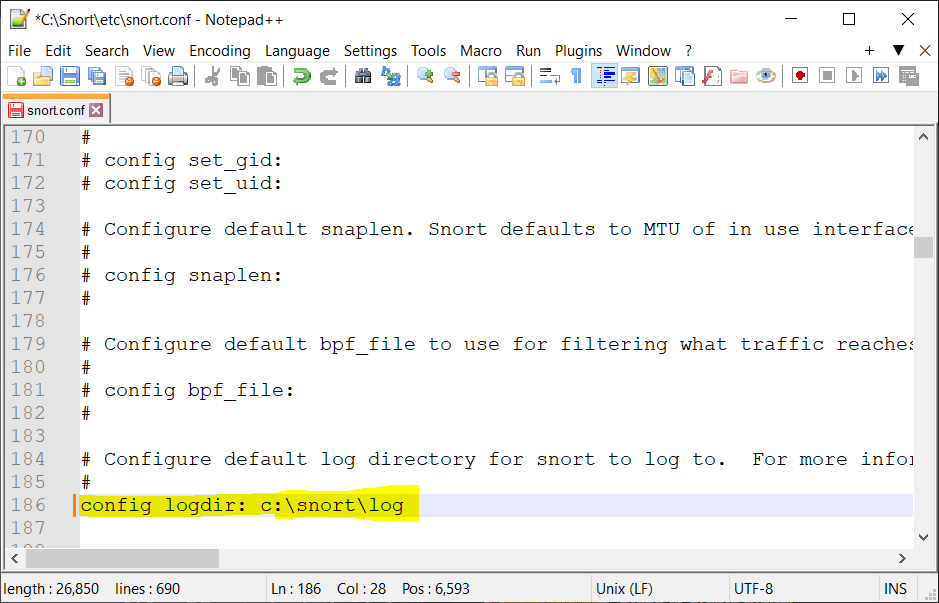 *C:\Snort\etc\snort.conf - Notepad++
File Edit Search View Encoding Language Settings Tools Macro Run Plugins Window ? + ▼ X
snort.conf
170 #
171 # config set_gid:
172 # config set_uid:
173
174 # Configure default snaplen. Snort defaults to MTU of in use interface
175 #
176 # config snaplen:
177 #
178
179 # Configure default bpf_file to use for filtering what traffic reaches
180 #
181 # config bpf_file:
182 #
183
184 # Configure default log directory for snort to log to.  For more infor
185 #
186 config logdir: c:\snort\log
187
length : 26,850 lines : 690 Ln : 186 Col : 28 Pos : 6,593 Unix (LF) UTF-8 INS